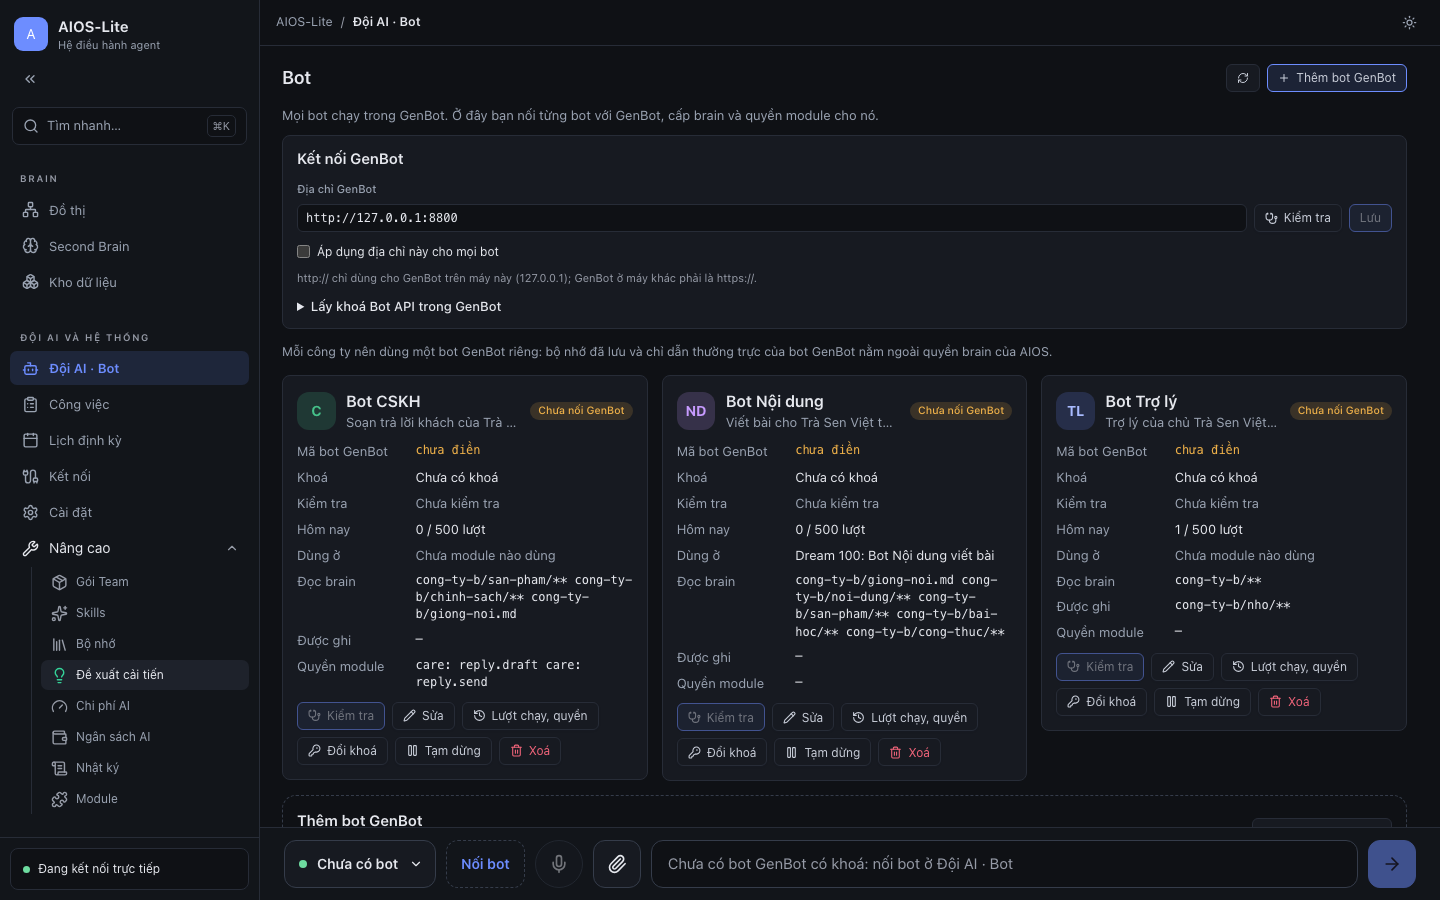 A
AIOS-Lite
Hệ điều hành agent
Tìm nhanh...
⌘K
BRAIN
Đồ thị
Second Brain
Kho dữ liệu
ĐỘI AI VÀ HỆ THỐNG
Đội AI · Bot
Công việc
Lịch định kỳ
Kết nối
Cài đặt
Nâng cao
Gói Team
Skills
Bộ nhớ
Đề xuất cải tiến
Chi phí AI
Ngân sách AI
Nhật ký
Module
Đang kết nối trực tiếp
AIOS-Lite / Đội AI · Bot
Bot
Thêm bot GenBot
Mọi bot chạy trong GenBot. Ở đây bạn nối từng bot với GenBot, cấp brain và quyền module cho nó.
Kết nối GenBot
Địa chỉ GenBot
http://127.0.0.1:8800
Kiểm tra
Lưu
Áp dụng địa chỉ này cho mọi bot
http:// chỉ dùng cho GenBot trên máy này (127.0.0.1); GenBot ở máy khác phải là https://.
Lấy khoá Bot API trong GenBot
Mỗi công ty nên dùng một bot GenBot riêng: bộ nhớ đã lưu và chỉ dẫn thường trực của bot GenBot nằm ngoài quyền brain của AIOS.
C
Bot CSKH
Soạn trả lời khách của Trà ...
Chưa nối GenBot
Mã bot GenBot chưa điền
Khoá Chưa có khoá
Kiểm tra Chưa kiểm tra
Hôm nay 0 / 500 lượt
Dùng ở Chưa module nào dùng
Đọc brain cong-ty-b/san-pham/** cong-ty-
b/chinh-sach/** cong-ty-
b/giong-noi.md
Được ghi —
Quyền module care: reply.draft care:
reply.send
Kiểm tra
Sửa
Lượt chạy, quyền
Đổi khoá
Tạm dừng
Xoá
ND
Bot Nội dung
Viết bài cho Trà Sen Việt t...
Chưa nối GenBot
Mã bot GenBot chưa điền
Khoá Chưa có khoá
Kiểm tra Chưa kiểm tra
Hôm nay 0 / 500 lượt
Dùng ở Dream 100: Bot Nội dung viết bài
Đọc brain cong-ty-b/giong-noi.md cong-
ty-b/noi-dung/** cong-ty-
b/san-pham/** cong-ty-b/bai-
hoc/** cong-ty-b/cong-thuc/**
Được ghi —
Quyền module —
Kiểm tra
Sửa
Lượt chạy, quyền
Đổi khoá
Tạm dừng
Xoá
TL
Bot Trợ lý
Trợ lý của chủ Trà Sen Việt...
Chưa nối GenBot
Mã bot GenBot chưa điền
Khoá Chưa có khoá
Kiểm tra Chưa kiểm tra
Hôm nay 1 / 500 lượt
Dùng ở Chưa module nào dùng
Đọc brain cong-ty-b/**
Được ghi cong-ty-b/nho/**
Quyền module —
Kiểm tra
Sửa
Lượt chạy, quyền
Đổi khoá
Tạm dừng
Xoá
Thêm bot GenBot
Chưa có bot
Nối bot
Chưa có bot GenBot có khoá: nối bot ở Đội AI · Bot